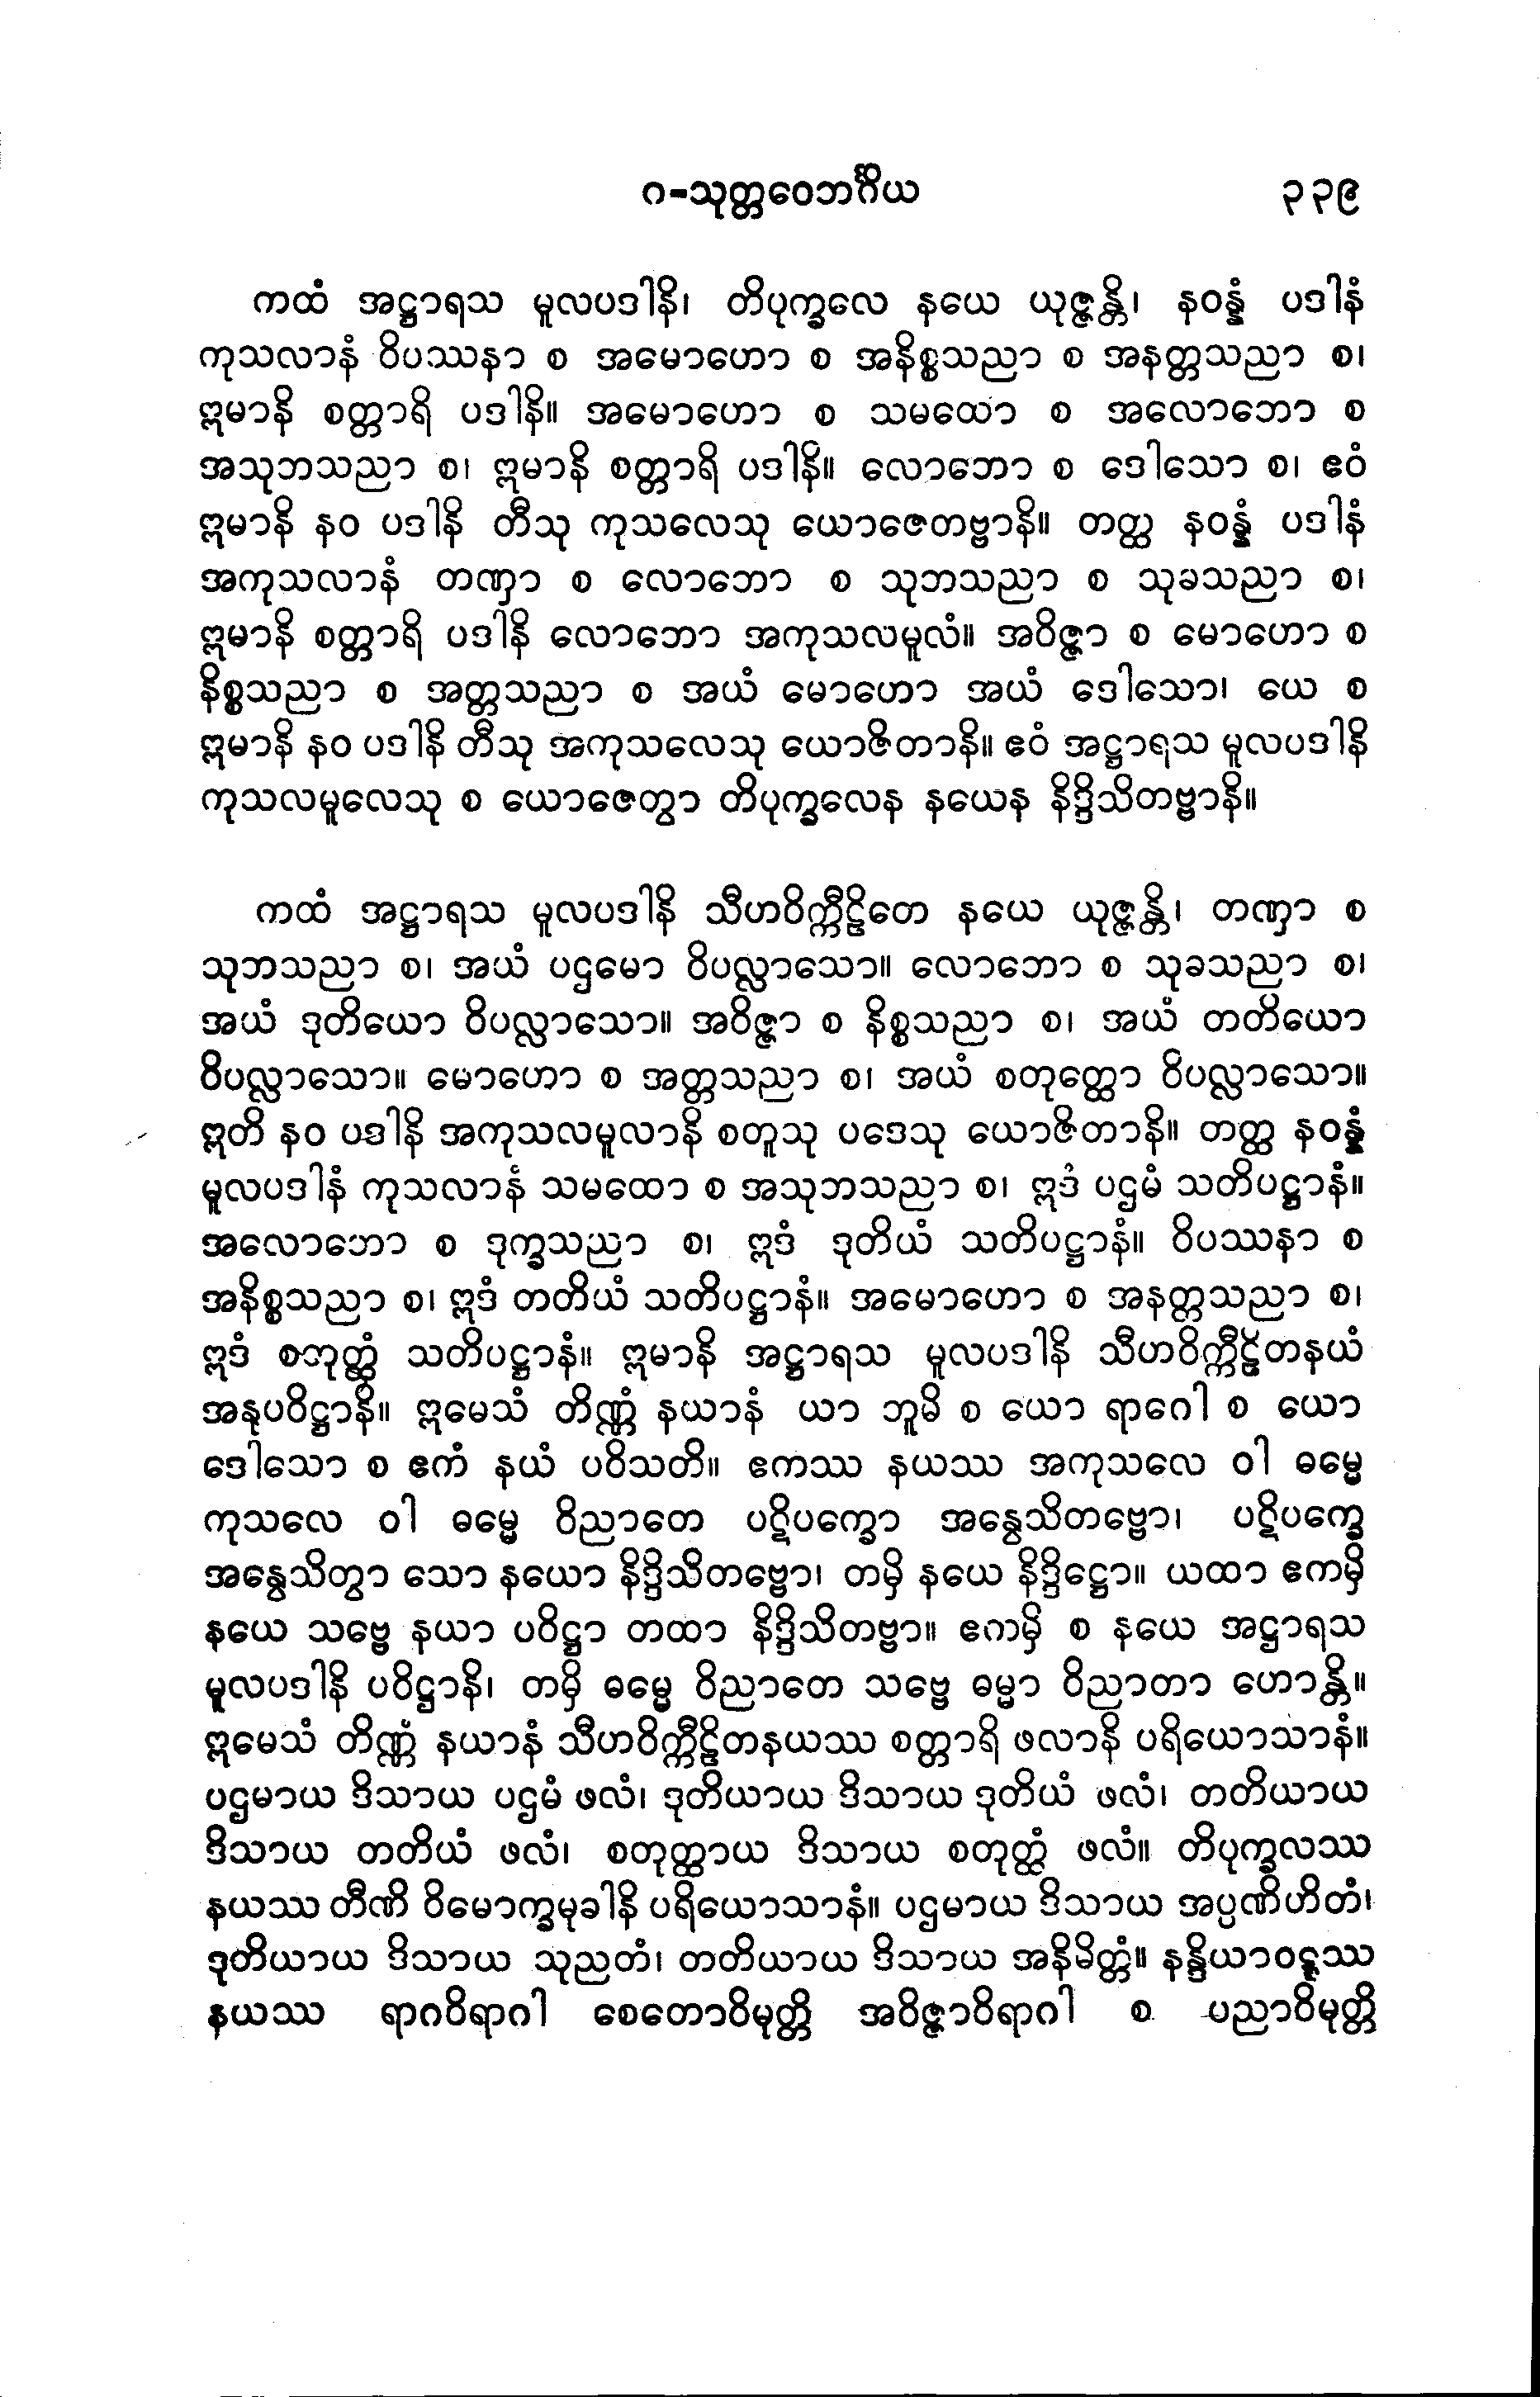 ဂ-သုတ္တဝေဘင်္ဂိယ ၃၃၉
ကထံ အဋ္ဌာရသ မူလပဒါနိ၊ တိပုက္ခလေ နယေ ယုဇ္ဇန္တိ၊ နဝန္နံ ပဒါနံ
ကုသလာနံ ဝိပဿနာ စ အမောဟော စ အနိစ္စသညာ စ အနတ္တသညာ စ၊
ဣမာနိ စတ္တာရိ ပဒါနိ။ အမောဟော စ သမထော စ အလောဘော စ
အသုဘသညာ စ၊ ဣမာနိ စတ္တာရိ ပဒါနိ။ လောဘော စ ဒေါသော စ၊ ဧဝံ
ဣမာနိ နဝ ပဒါနိ တီသု ကုသလေသု ယောဇေတဗ္ဗာနိ။ တတ္ထ နဝန္နံ ပဒါနံ
အကုသလာနံ တဏှာ စ လောဘော စ သုဘသညာ စ သုခသညာ စ၊
ဣမာနိ စတ္တာရိ ပဒါနိ လောဘော အကုသလမူလံ။ အဝိဇ္ဇာ စ မောဟော စ
နိစ္စသညာ စ အတ္တသညာ စ အယံ မောဟော အယံ ဒေါသော၊ ယေ စ
ဣမာနိ နဝ ပဒါနိ တီသု အကုသလေသု ယောဇိတာနိ။ ဧဝံ အဋ္ဌာရသ မူလပဒါနိ
ကုသလမူလေသု စ ယောဇေတွာ တိပုက္ခလေန နယေန နိဒ္ဒိသိတဗ္ဗာနိ။
ကထံ အဋ္ဌာရသ မူလပဒါနိ သီဟဝိက္ကီဠိတေ နယေ ယုဇ္ဇန္တိ၊ တဏှာ စ
သုဘသညာ စ၊ အယံ ပဌမော ဝိပလ္လာသော။ လောဘော စ သုခသညာ စ၊
အယံ ဒုတိယော ဝိပလ္လာသော။ အဝိဇ္ဇာ စ နိစ္စသညာ စ၊ အယံ တတိယော
ဝိပလ္လာသော။ မောဟော စ အတ္တသညာ စ၊ အယံ စတုတ္ထော ဝိပလ္လာသော။
ဣတိ နဝ ပဒါနိ အကုသလမူလာနိ စတူသု ပဒေသု ယောဇိတာနိ။ တတ္ထ နဝန္နံ
မူလပဒါနံ ကုသလာနံ သမထော စ အသုဘသညာ စ၊ ဣဒံ ပဌမံ သတိပဋ္ဌာနံ။
အလောဘော စ ဒုက္ခသညာ စ၊ ဣဒံ ဒုတိယံ သတိပဋ္ဌာနံ။ ဝိပဿနာ စ
အနိစ္စသညာ စ၊ ဣဒံ တတိယံ သတိပဋ္ဌာနံ။ အမောဟော စ အနတ္တသညာ စ၊
ဣဒံ စတုတ္ထံ သတိပဋ္ဌာနံ။ ဣမာနိ အဋ္ဌာရသ မူလပဒါနိ သီဟဝိက္ကီဠိတနယံ
အနုပဝိဋ္ဌာနိ။ ဣမေသံ တိဏ္ဏံ နယာနံ ယာ ဘူမိ စ ယော ရာဂေါ စ ယော
ဒေါသော စ ဧကံ နယံ ပဝိသတိ။ ဧကဿ နယဿ အကုသလေ ဝါ ဓမ္မေ
ကုသလေ ဝါ ဓမ္မေ ဝိညာတေ ပဋိပက္ခော အနွေသိတဗ္ဗော၊ ပဋိပက္ခေ
အနွေသိတွာ သော နယော နိဒ္ဒိသိတဗ္ဗော၊ တမှိ နယေ နိဒ္ဒိဋ္ဌော။ ယထာ ဧကမှိ
နယေ သဗ္ဗေ နယာ ပဝိဋ္ဌာ တထာ နိဒ္ဒိသိတဗ္ဗာ။ ဧကမှိ စ နယေ အဋ္ဌာရသ
မူလပဒါနိ ပဝိဋ္ဌာနိ၊ တမှိ ဓမ္မေ ဝိညာတေ သဗ္ဗေ ဓမ္မာ ဝိညာတာ ဟောန္တိ။
ဣမေသံ တိဏ္ဏံ နယာနံ သီဟဝိက္ကီဠိတနယဿ စတ္တာရိ ဖလာနိ ပရိယောသာနံ။
ပဌမာယ ဒိသာယ ပဌမံ ဖလံ၊ ဒုတိယာယ ဒိသာယ ဒုတိယံ ဖလံ၊ တတိယာယ
ဒိသာယ တတိယံ ဖလံ၊ စတုတ္ထာယ ဒိသာယ စတုတ္ထံ ဖလံ။ တိပုက္ခလဿ
နယဿ တီဏိ ဝိမောက္ခမုခါနိ ပရိယောသာနံ။ ပဌမာယ ဒိသာယ အပ္ပဏိဟိတံ၊
ဒုတိယာယ ဒိသာယ သုညတံ၊ တတိယာယ ဒိသာယ အနိမိတ္တံ။ နန္ဒိယာဝဋ္ဋဿ
နယဿ ရာဂဝိရာဂါ စေတောဝိမုတ္တိ အဝိဇ္ဇာဝိရာဂါ စ ပညာဝိမုတ္တိ